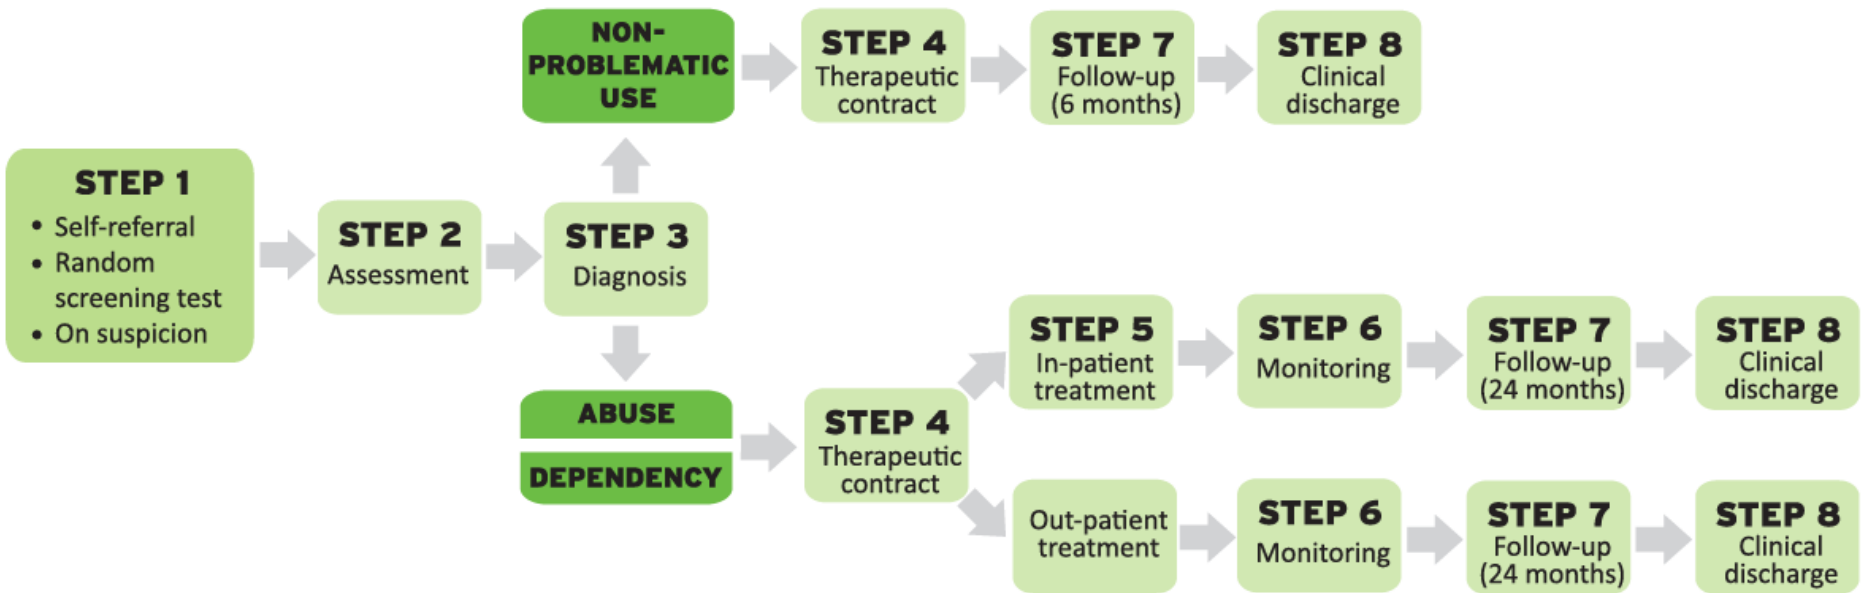 STEP 1
• Self-referral
• Random
screening test
• On suspicion
STEP 2
Assessment
STEP 3
Diagnosis
NON-
PROBLEMATIC
USE
STEP 4
Therapeutic
contract
STEP 7
Follow-up
(6 months)
STEP 8
Clinical
discharge
ABUSE
DEPENDENCY
STEP 4
Therapeutic
contract
STEP 5
In-patient
treatment
STEP 6
Monitoring
STEP 7
Follow-up
(24 months)
STEP 8
Clinical
discharge
Out-patient
treatment
STEP 6
Monitoring
STEP 7
Follow-up
(24 months)
STEP 8
Clinical
discharge